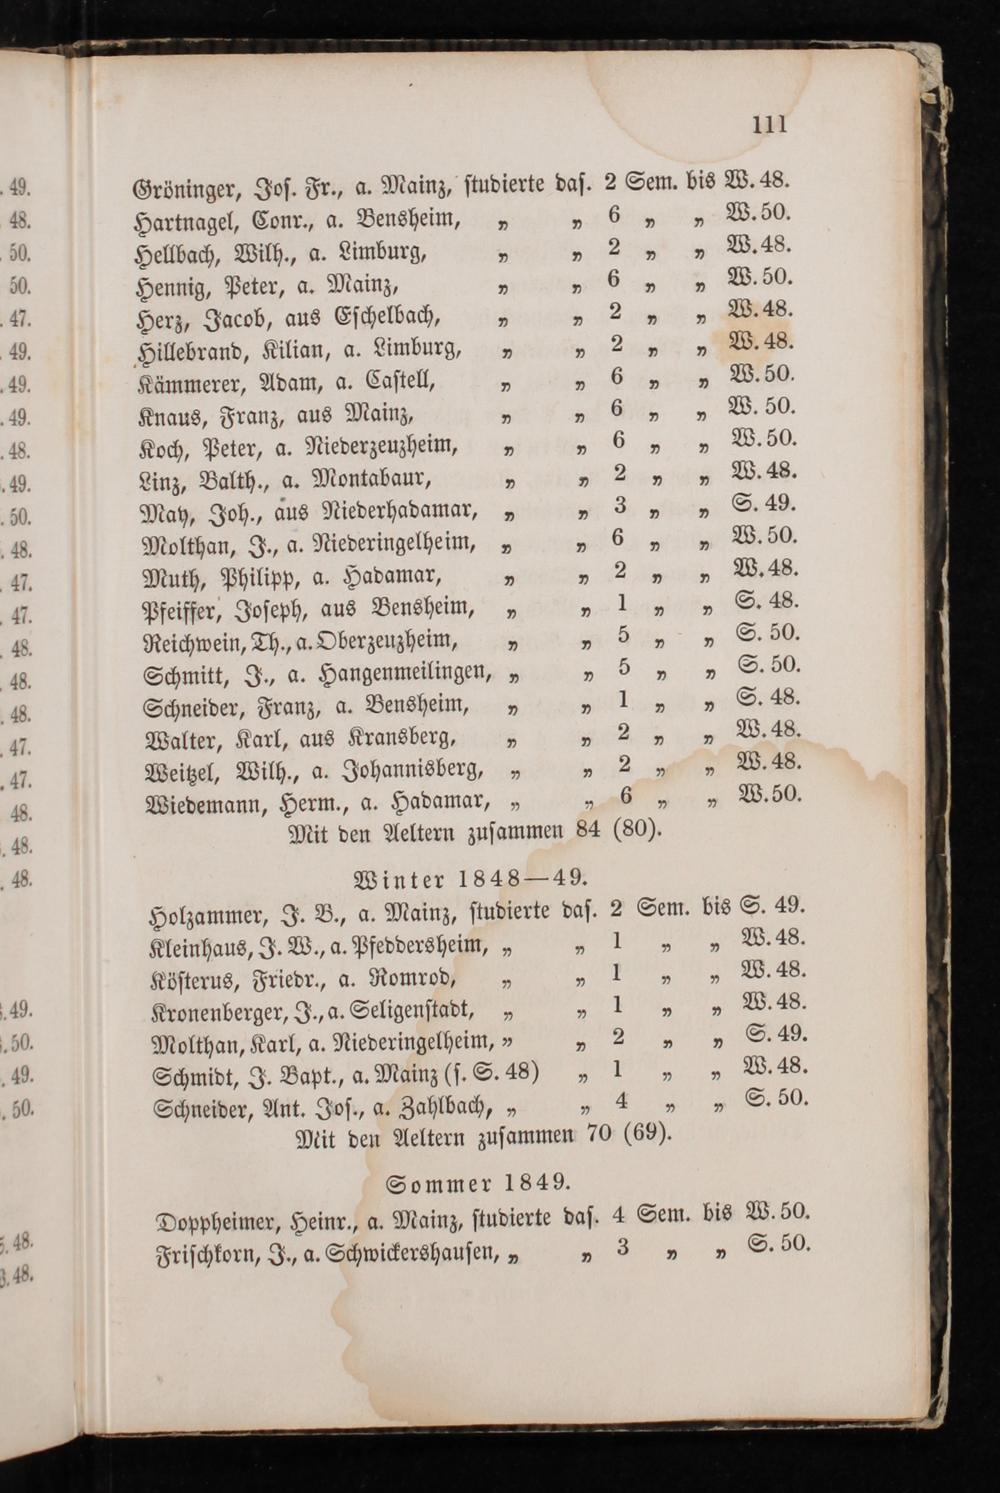 111
Gröninger, Jos. Fr., a. Mainz, studierte das. 2 Sem. bis W. 48.
Hartnagel, Conr., a. Bensheim, „ „ 6 „ „ W. 50.
Hellbach, Wilh., a. Limburg, „ „ 2 „ „ W. 48.
Hennig, Peter, a. Mainz, „ „ 6 „ „ W. 50.
Herz, Jacob, aus Eschelbach, „ „ 2 „ „ W. 48.
Hillebrand, Kilian, a. Limburg, „ „ 2 „ „ W. 48.
Kämmerer, Adam, a. Castell, „ „ 6 „ „ W. 50.
Knaus, Franz, aus Mainz, „ „ 6 „ „ W. 50.
Koch, Peter, a. Niederzeuzheim, „ „ 6 „ „ W. 50.
Linz, Balth., a. Montabaur, „ „ 2 „ „ W. 48.
May, Joh., aus Niederhadamar, „ „ 3 „ „ S. 49.
Molthan, J., a. Niederingelheim, „ „ 6 „ „ W. 50.
Muth, Philipp, a. Hadamar, „ „ 2 „ „ W. 48.
Pfeiffer, Joseph, aus Bensheim, „ „ 1 „ „ S. 48.
Reichwein, Th., a. Oberzeuzheim, „ „ 5 „ „ S. 50.
Schmitt, J., a. Hangenmeilingen, „ „ 5 „ „ S. 50.
Schneider, Franz, a. Bensheim, „ „ 1 „ „ S. 48.
Walter, Karl, aus Kransberg, „ „ 2 „ „ W. 48.
Weitzel, Wilh., a. Johannisberg, „ „ 2 „ „ W. 48.
Wiedemann, Herm., a. Hadamar, „ „ 6 „ „ W. 50.
Mit den Aeltern zusammen 84 (80).
Winter 1848—49.
Holzammer, J. B., a. Mainz, studierte das. 2 Sem. bis S. 49.
Kleinhaus, J. W., a. Pfeddersheim, „ „ 1 „ „ W. 48.
Kösterus, Friedr., a. Romrod, „ „ 1 „ „ W. 48.
Kronenberger, J., a. Seligenstadt, „ „ 1 „ „ W. 48.
Molthan, Karl, a. Niederingelheim, „ „ 2 „ „ S. 49.
Schmidt, J. Bapt., a. Mainz (s. S. 48) „ 1 „ „ W. 48.
Schneider, Ant. Jos., a. Zahlbach, „ „ 4 „ „ S. 50.
Mit den Aeltern zusammen 70 (69).
Sommer 1849.
Doppheimer, Heinr., a. Mainz, studierte das. 4 Sem. bis W. 50.
Frischkorn, J., a. Schwickershausen, „ „ 3 „ „ S. 50.